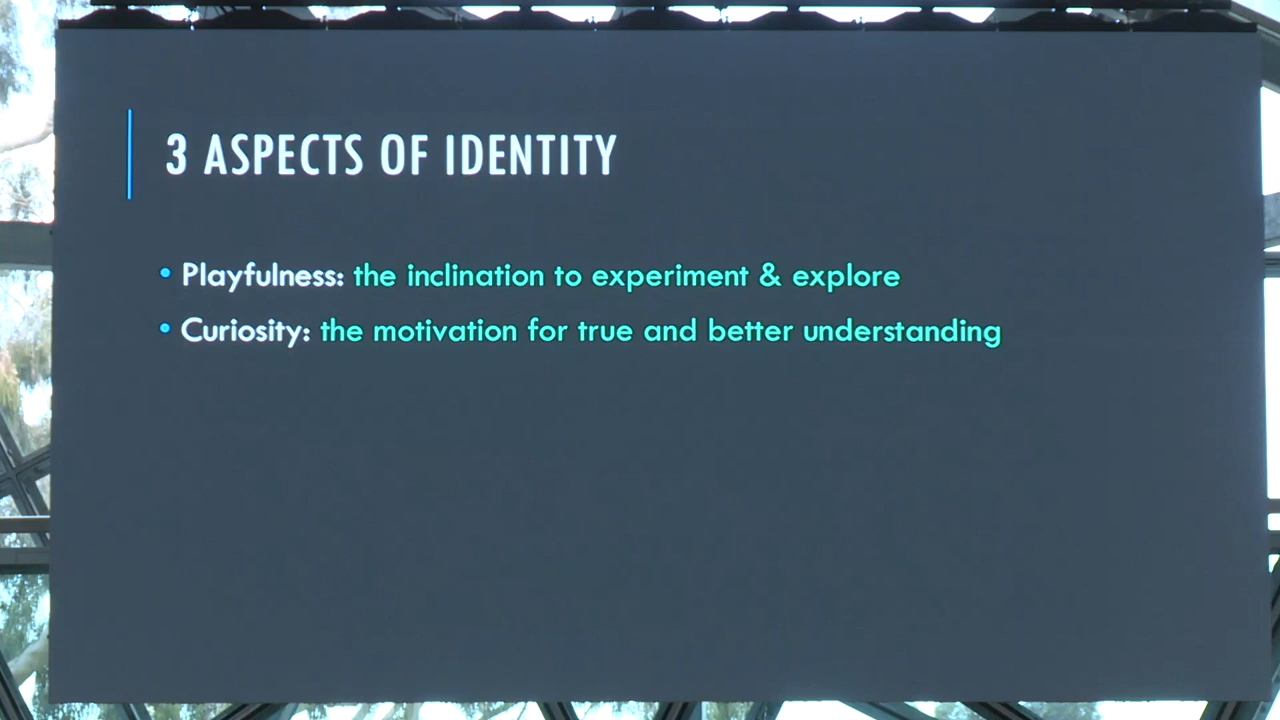 3 ASPECTS OF IDENTITY
• Playfulness: the inclination to experiment & explore
• Curiosity: the motivation for true and better understanding